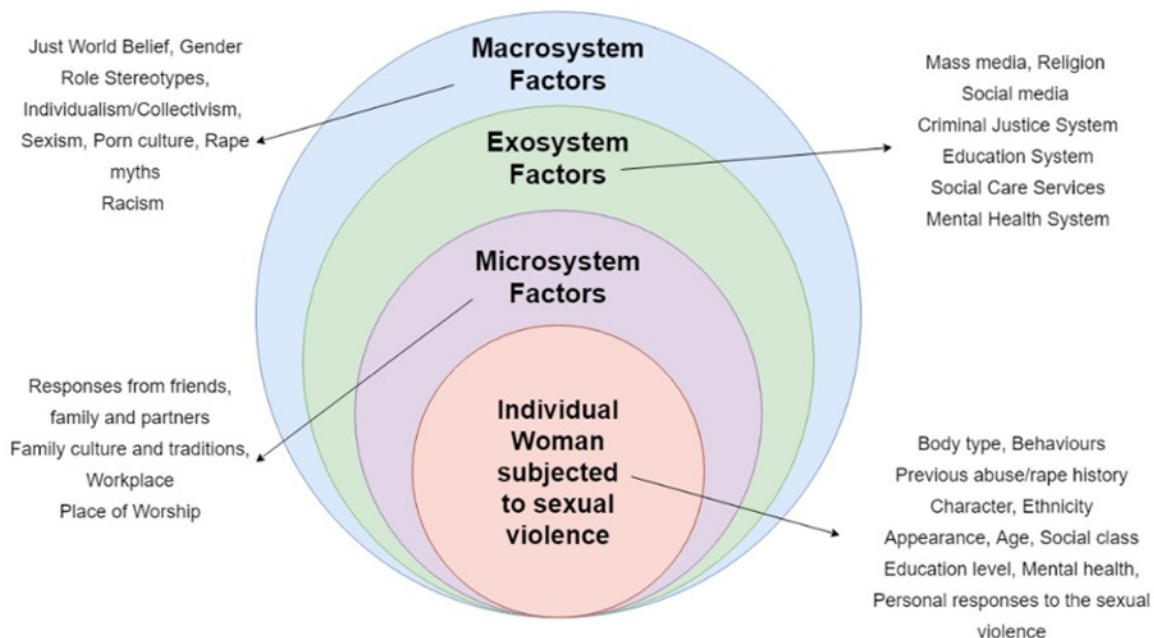 Macrosystem
Factors
Exosystem
Factors
Microsystem
Factors
Individual
Woman
subjected
to sexual
violence
Just World Belief, Gender
Role Stereotypes,
Individualism/Collectivism,
Sexism, Porn culture, Rape
myths
Racism
Mass media, Religion
Social media
Criminal Justice System
Education System
Social Care Services
Mental Health System
Responses from friends,
family and partners
Family culture and traditions,
Workplace
Place of Worship
Body type, Behaviours
Previous abuse/rape history
Character, Ethnicity
Appearance, Age, Social class
Education level, Mental health,
Personal responses to the sexual
violence